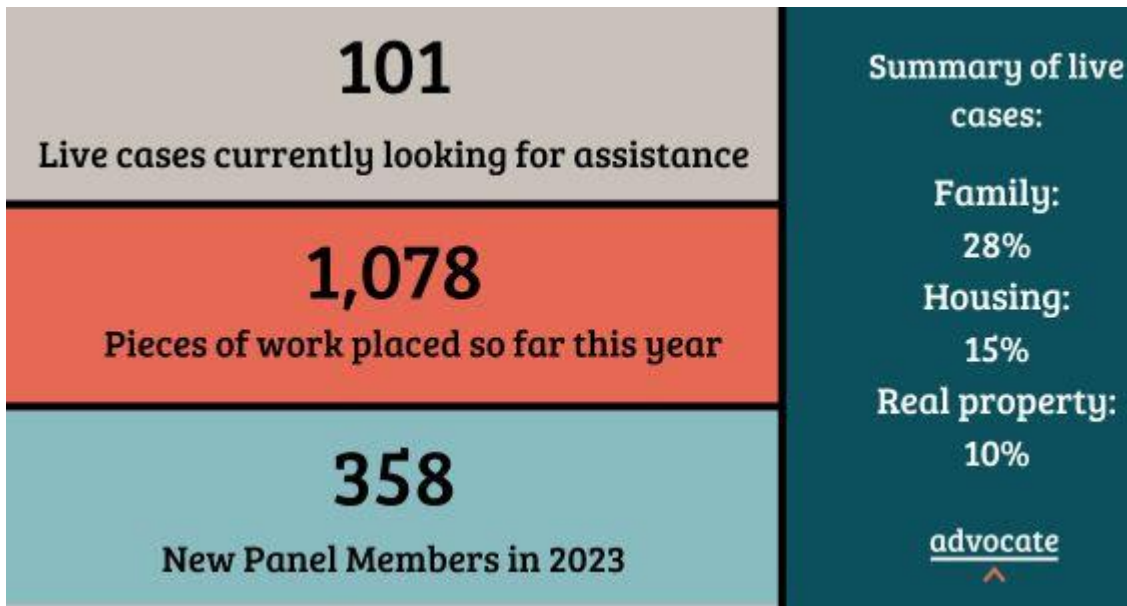 101
Live cases currently looking for assistance
1,078
Pieces of work placed so far this year
358
New Panel Members in 2023
Summary of live
cases:
Family:
28%
Housing:
15%
Real property:
10%
advocate